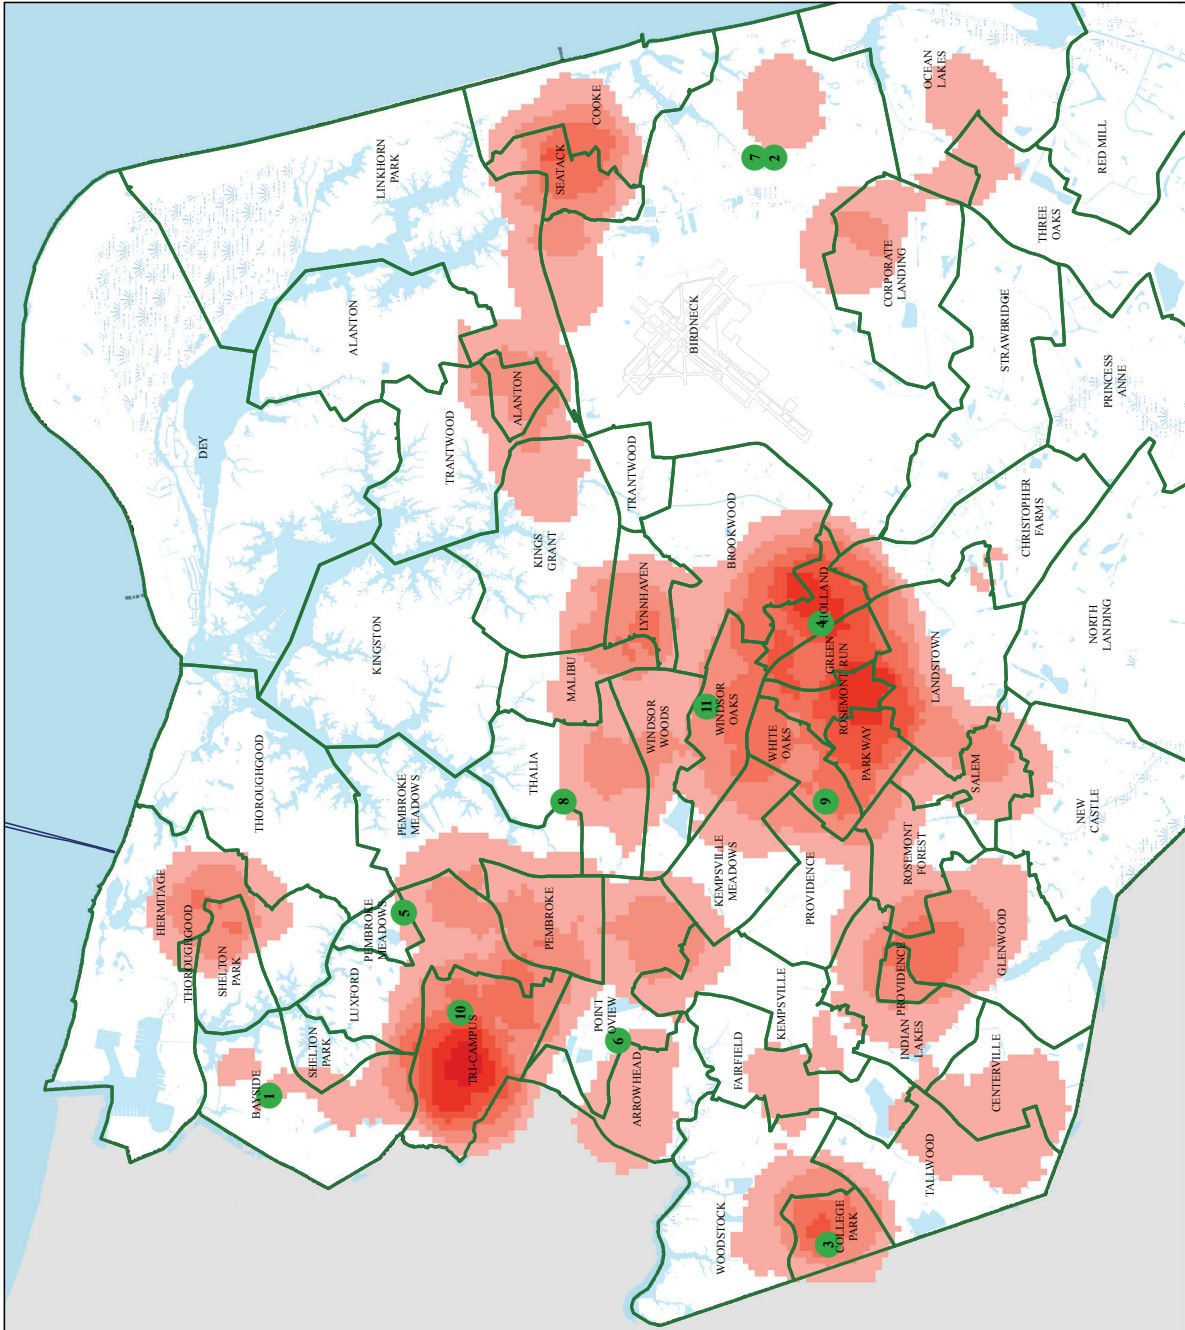 LINKHORN
PARK
DEY
ALANTON
TRANTWOOD
KINGSTON
THOROUGHGOOD
PEMBROKE
MEADOWS
HERMITAGE
THOROUGHGOOD
SHELTON
PARK
PEMBROKE
MEADOWS
5
LUXFORD
SHELTON
PARK
BAYSIDE
1
COOKE
SEATACK
ALANTON
KINGS
GRANT
TRANTWOOD
MALIBU
LYNNHAVEN
THALIA
8
WINDSOR
WOODS
PEMBROKE
10
TRI-CAMPUS
POINT
OVIEW
6
ARROWHEAD
OCEAN
LAKES
7
2
BIRDNECK
BROOKWOOD
11
WINDSOR
OAKS
WHITE
OAKS
KEMPSVILLE
MEADOWS
PROVIDENCE
KEMPSVILLE
FAIRFIELD
WOODSTOCK
RED MILL
THREE
OAKS
CORPORATE
LANDING
STRAWBRIDGE
PRINCESS
ANNE
CHRISTOPHER
FARMS
NORTH
LANDING
4
HOLLAND
GREEN
RUN
ROSEMONT
PARKWAY
9
LANDSTOWN
SALEM
NEW
CASTLE
ROSEMONT
FOREST
PROVIDENCE
GLENWOOD
INDIAN
LAKES
CENTERVILLE
TALLWOOD
3
COLLEGE
PARK